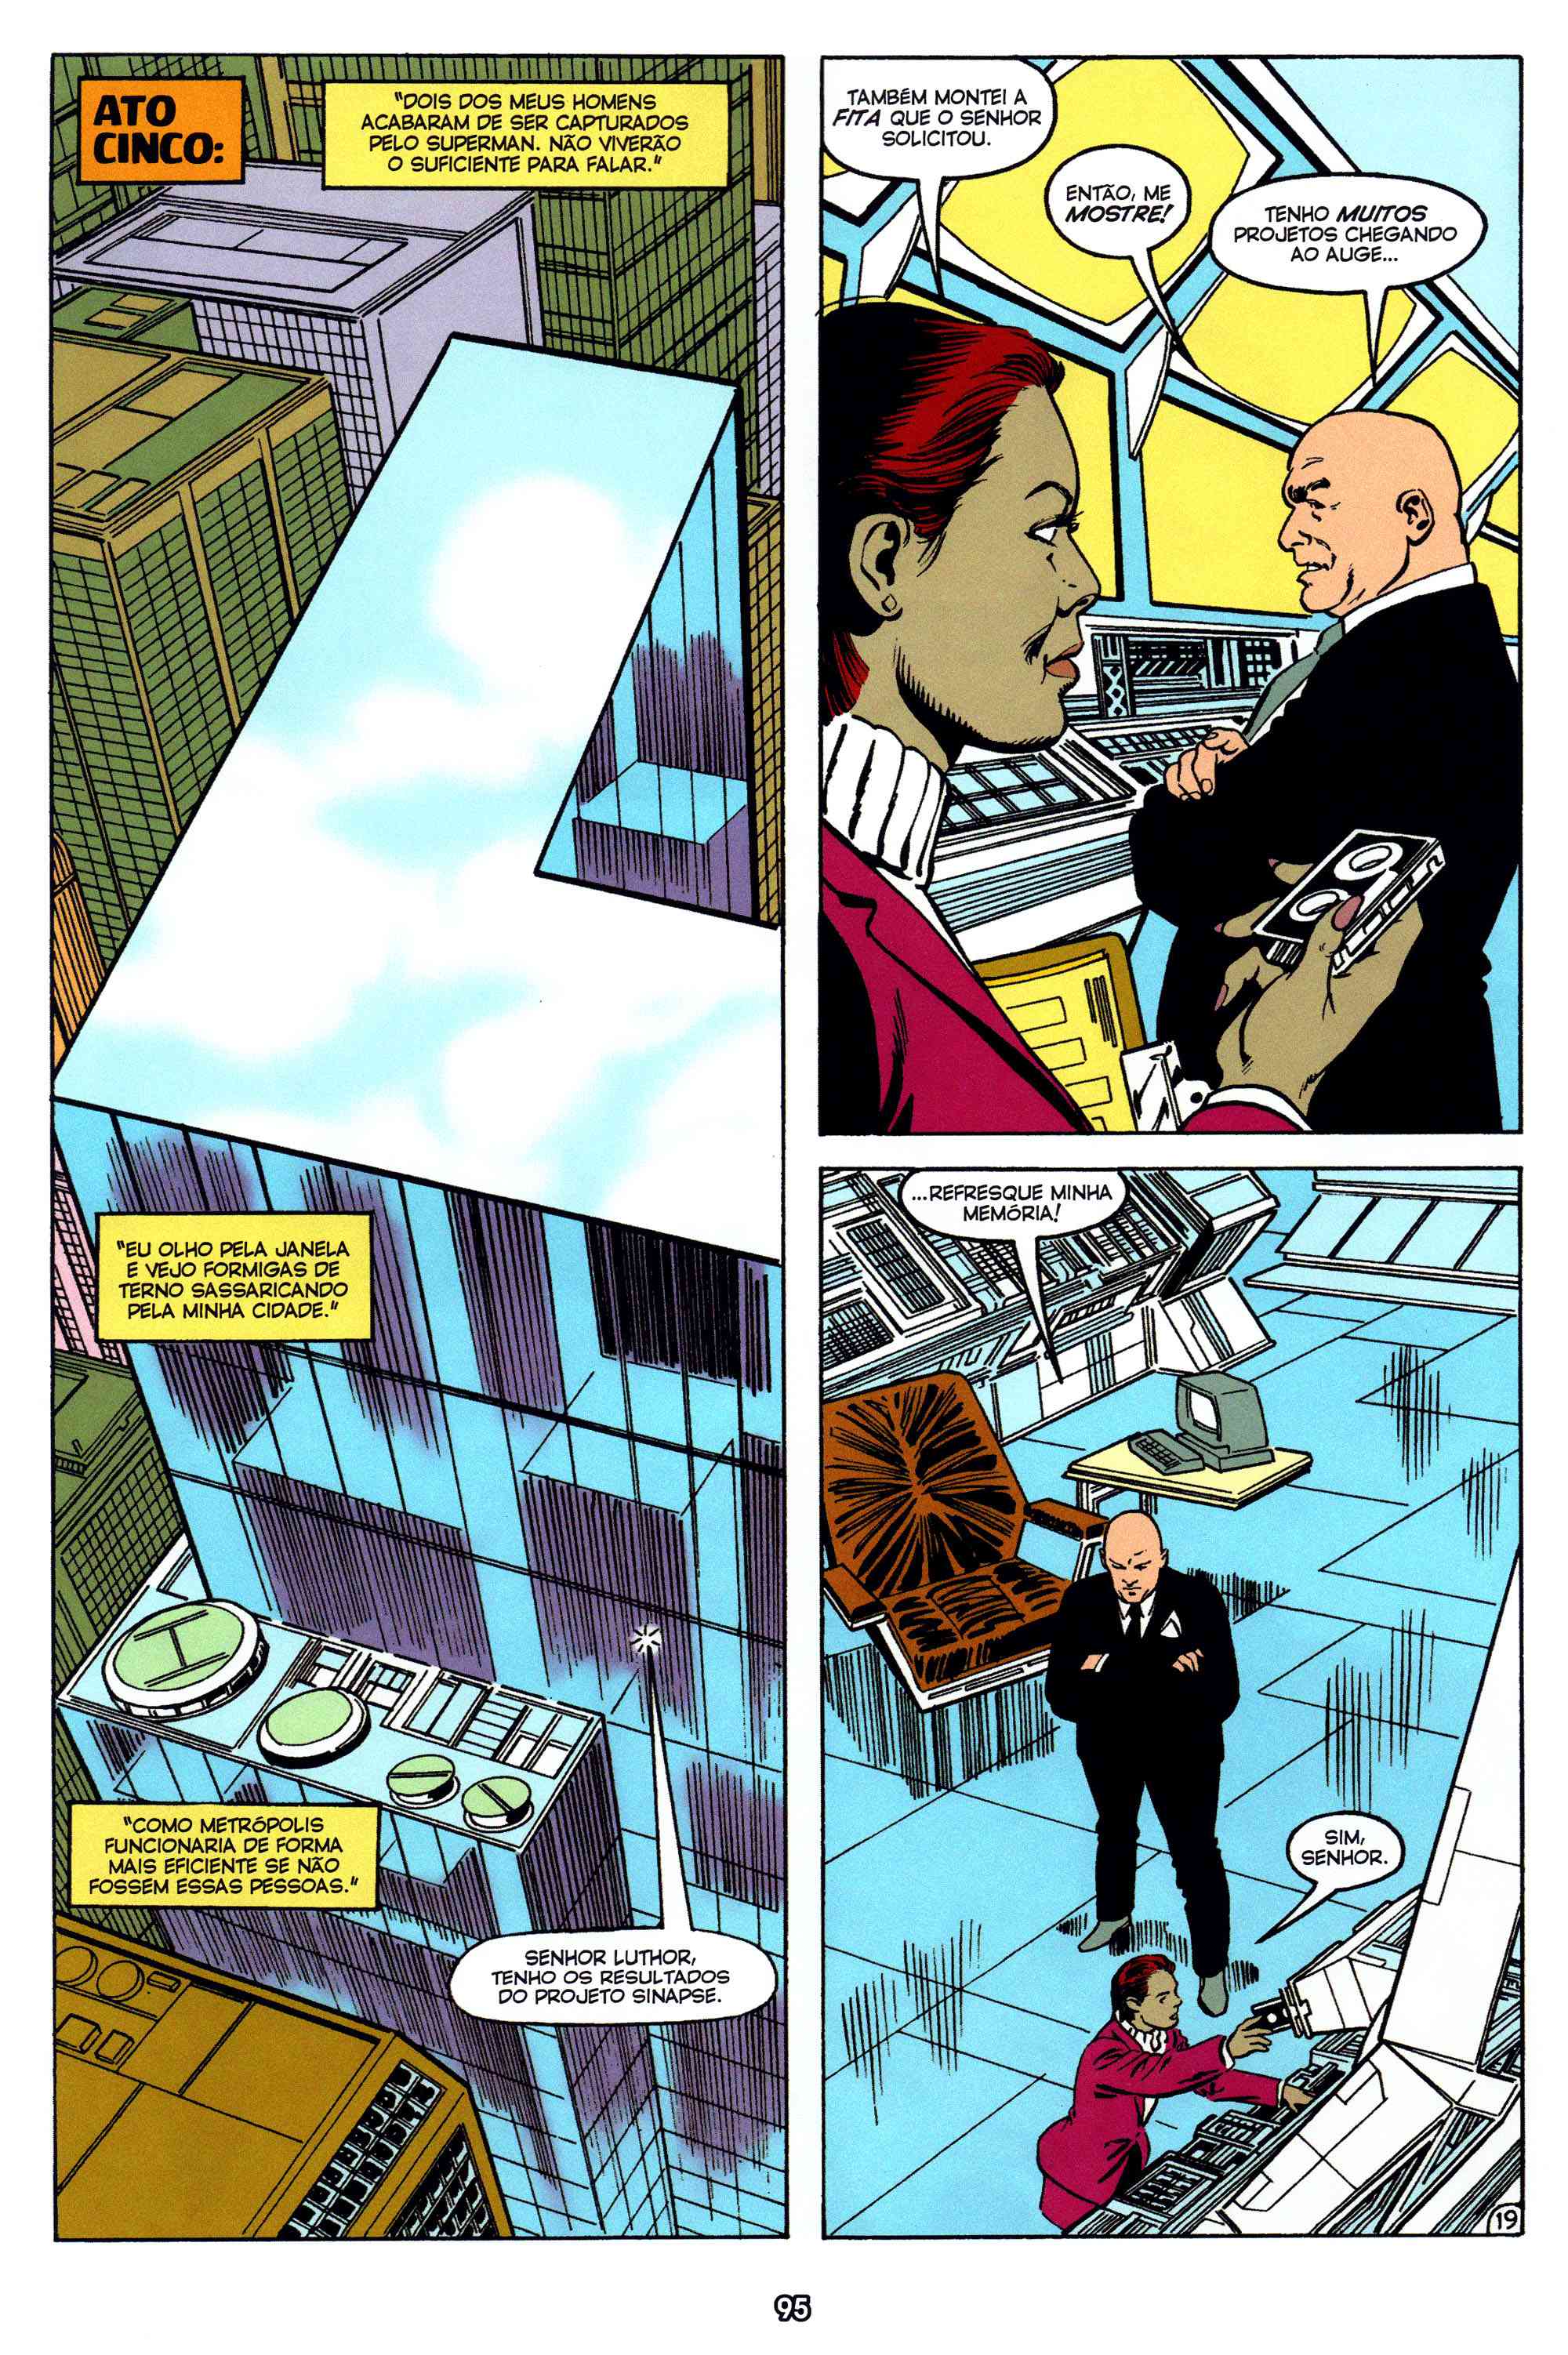 ATO
CINCO:
"DOIS DOS MEUS HOMENS
ACABARAM DE SER CAPTURADOS
PELO SUPERMAN. NÃO VIVERÃO
O SUFICIENTE PARA FALAR."
"EU OLHO PELA JANELA
E VEJO FORMIGAS DE
TERNO SASSARICANDO
PELA MINHA CIDADE."
"COMO METRÓPOLIS
FUNCIONARIA DE FORMA
MAIS EFICIENTE SE NÃO
FOSSEM ESSAS PESSOAS."
SENHOR LUTHOR,
TENHO OS RESULTADOS
DO PROJETO SINAPSE.
TAMBÉM MONTEI A
FITA QUE O SENHOR
SOLICITOU.
ENTÃO, ME
MOSTRE!
TENHO MUITOS
PROJETOS CHEGANDO
AO AUGE...
...REFRESQUE MINHA
MEMÓRIA!
SIM,
SENHOR.
19
95